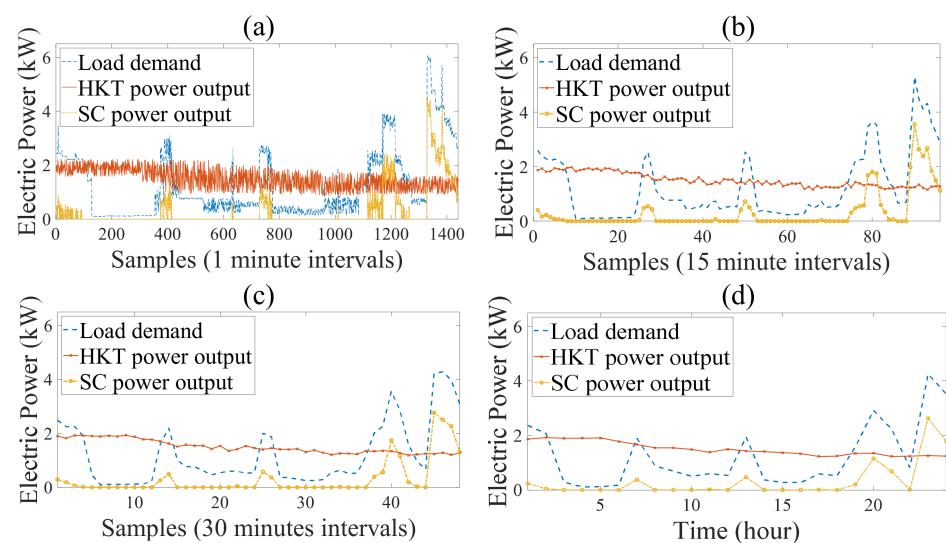 (a)
Electric Power (kW)
6
4
2
0
Load demand
HKT power output
SC power output
0 200 400 600 800 1000 1200 1400
Samples (1 minute intervals)
(b)
Electric Power (kW)
6
4
2
0
Load demand
HKT power output
SC power output
0 20 40 60 80
Samples (15 minute intervals)
(c)
Electric Power (kW)
6
4
2
0
Load demand
HKT power output
SC power output
10 20 30 40
Samples (30 minutes intervals)
(d)
Electric Power (kW)
6
4
2
0
Load demand
HKT power output
SC power output
5 10 15 20
Time (hour)